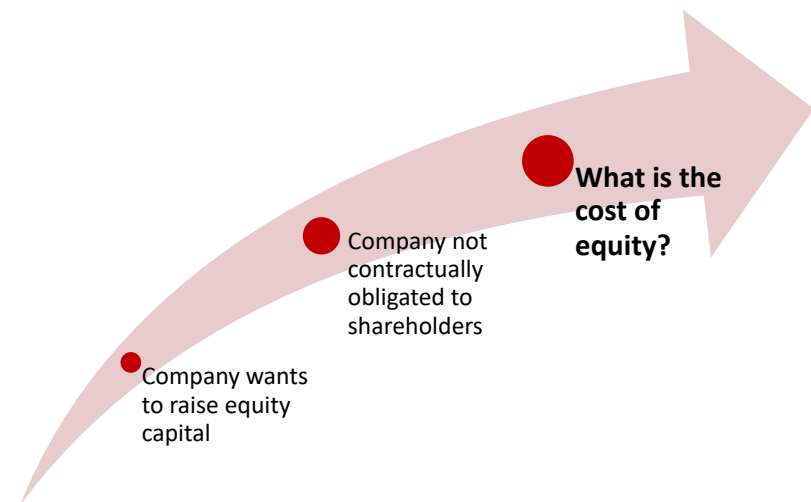 Company wants
to raise equity
capital
Company not
contractually
obligated to
shareholders
What is the
cost of
equity?